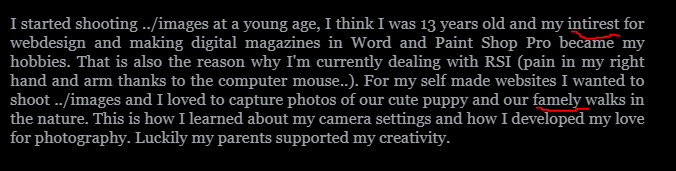 I started shooting ../images at a young age, I think I was 13 years old and my intirest for
webdesign and making digital magazines in Word and Paint Shop Pro became my
hobbies. That is also the reason why I'm currently dealing with RSI (pain in my right
hand and arm thanks to the computer mouse..). For my self made websites I wanted to
shoot ../images and I loved to capture photos of our cute puppy and our famely walks in
the nature. This is how I learned about my camera settings and how I developed my love
for photography. Luckily my parents supported my creativity.